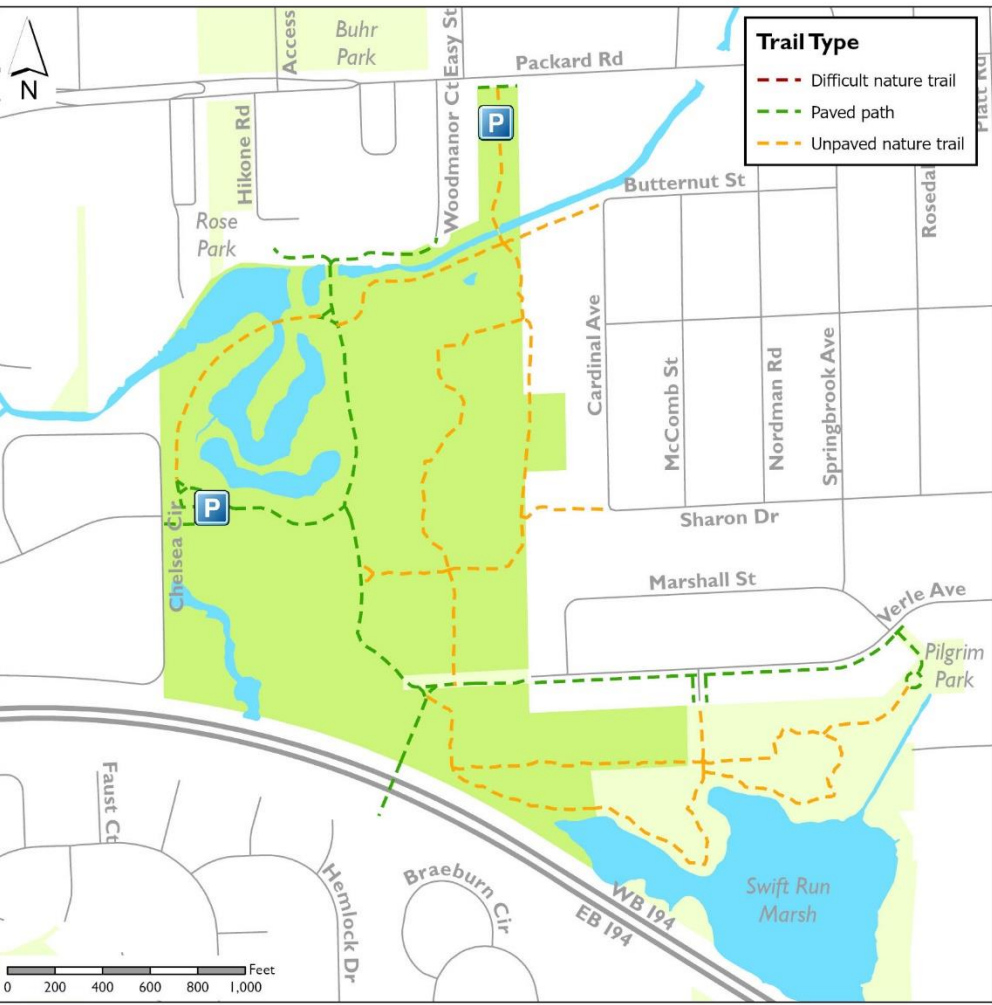 N
Access
Buhr
Park
Woodmanor Ct
Easy St
Packard Rd
Trail Type
Difficult nature trail
Paved path
Unpaved nature trail
Platt Rd
P
Hikone Rd
Rose
Park
Butternut St
Cardinal Ave
McComb St
Nordman Rd
Springbrook Ave
P
Chelsea Cir
Sharon Dr
Marshall St
Verle Ave
Pilgrim
Park
Faust Ct
Hemlock Dr
Braeburn Cir
WB I94
EB I94
Swift Run
Marsh
Feet
0 200 400 600 800 1,000